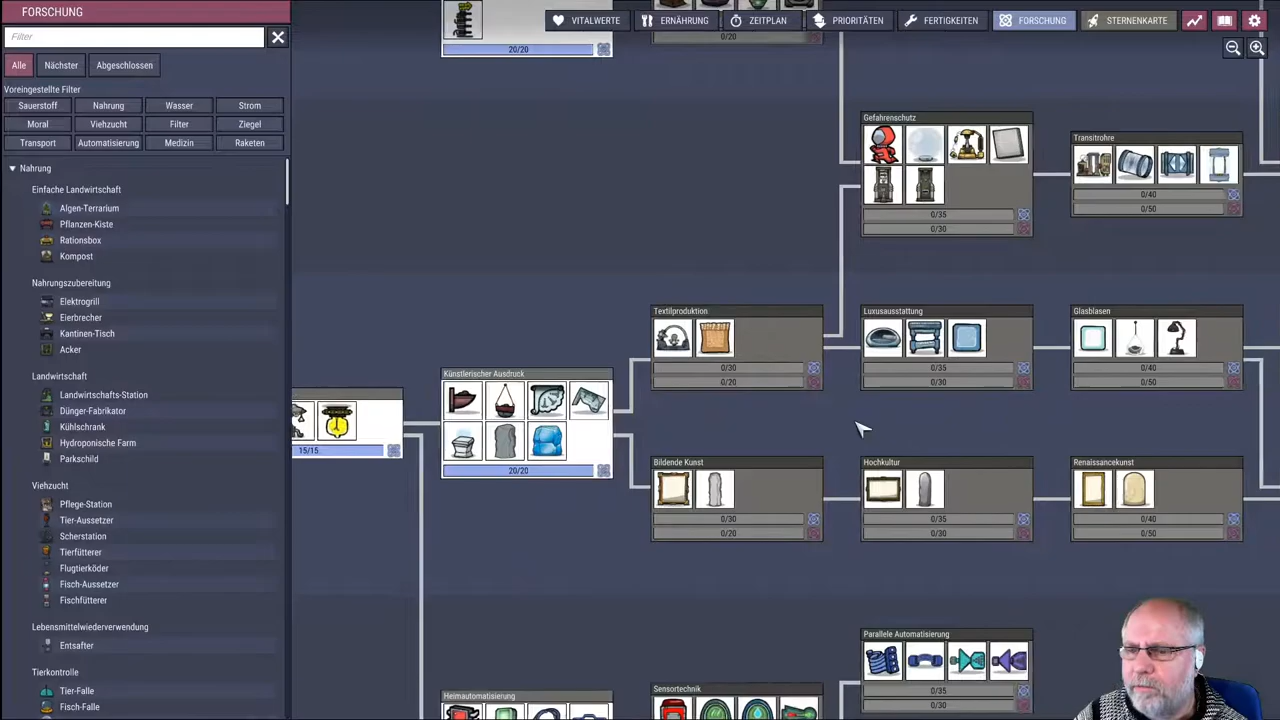 FORSCHUNG
Filter
Alle Nächster Abgeschlossen
Voreingestellte Filter
Sauerstoff Nahrung Wasser Strom
Moral Viehzucht Filter Ziegel
Transport Automatisierung Medizin Raketen
Nahrung
Einfache Landwirtschaft
Algen-Terrarium
Pflanzen-Kiste
Rationsbox
Kompost
Nahrungszubereitung
Elektrogrill
Eierbrecher
Kantinen-Tisch
Acker
Landwirtschaft
Landwirtschafts-Station
Dünger-Fabrikator
Kühlschrank
Hydroponische Farm
Parkschild
Viehzucht
Pflege-Station
Tier-Aussetzer
Scherstation
Tierfütterer
Flugtierköder
Fisch-Aussetzer
Fischfütterer
Lebensmittelwiederverwendung
Entsafter
Tierkontrolle
Tier-Falle
Fisch-Falle
VITALWERTE ERNÄHRUNG ZEITPLAN PRIORITÄTEN FERTIGKEITEN FORSCHUNG STERNENKARTE
20/20
0/20
Gefahrenschutz
0/35
0/30
Transitrohre
0/40
0/50
Textilproduktion
0/30
0/20
Luxusausstattung
0/35
0/30
Glasblasen
0/40
0/50
15/15
Künstlerischer Ausdruck
20/20
Bildende Kunst
0/30
0/20
Hochkultur
0/35
0/30
Renaissancekunst
0/40
0/50
Parallele Automatisierung
0/35
0/30
Heimautomatisierung
Sensortechnik